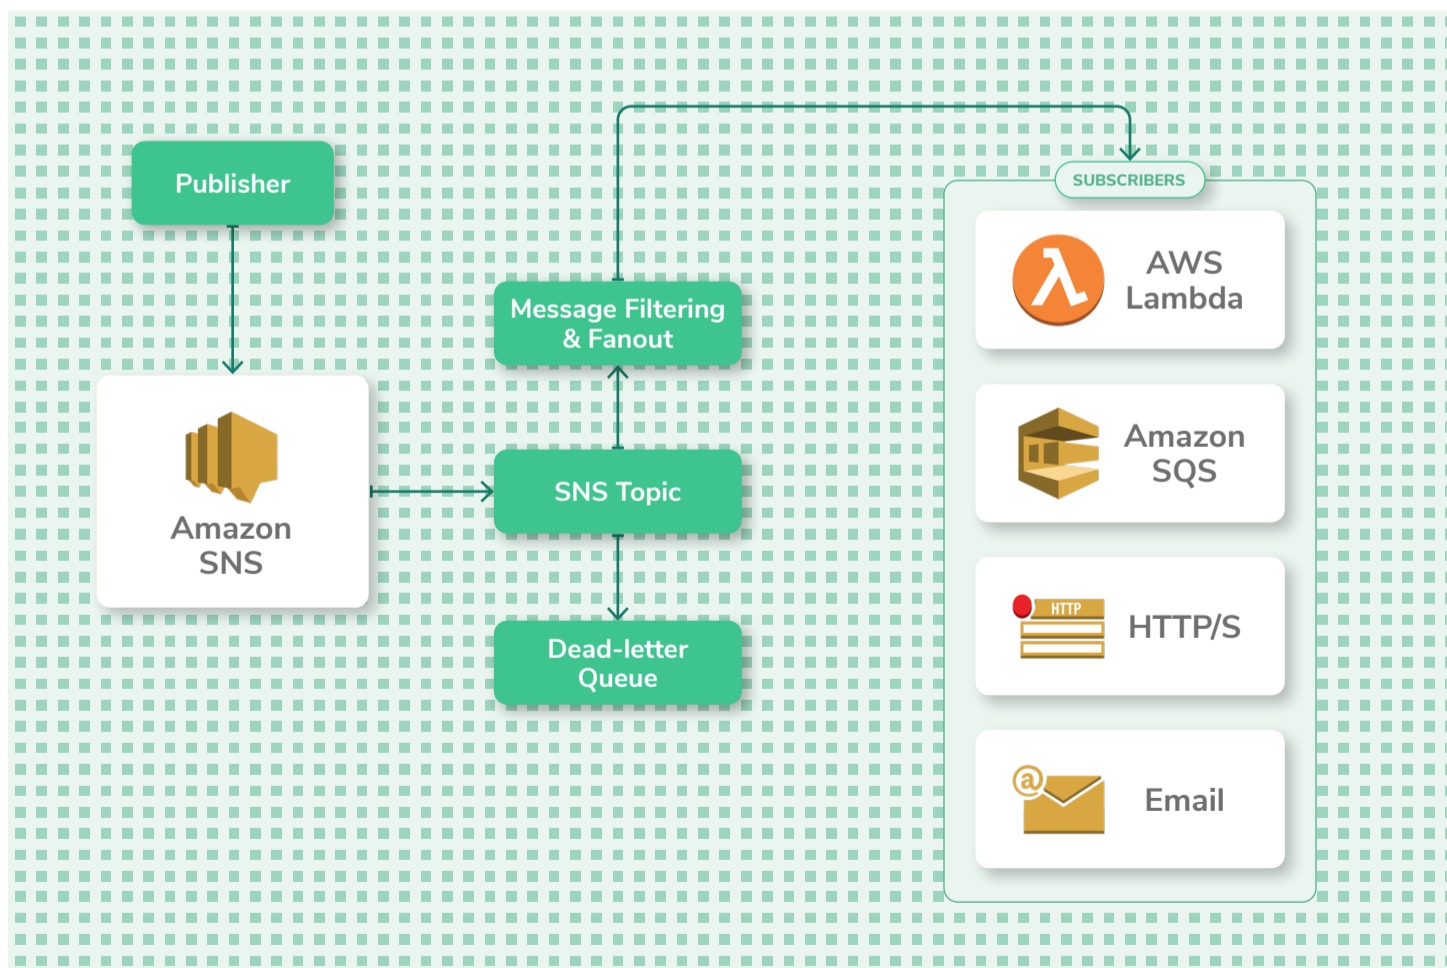 Publisher
Amazon
SNS
Message Filtering
& Fanout
SNS Topic
Dead-letter
Queue
SUBSCRIBERS
AWS
Lambda
Amazon
SQS
HTTP
HTTP/S
@
Email